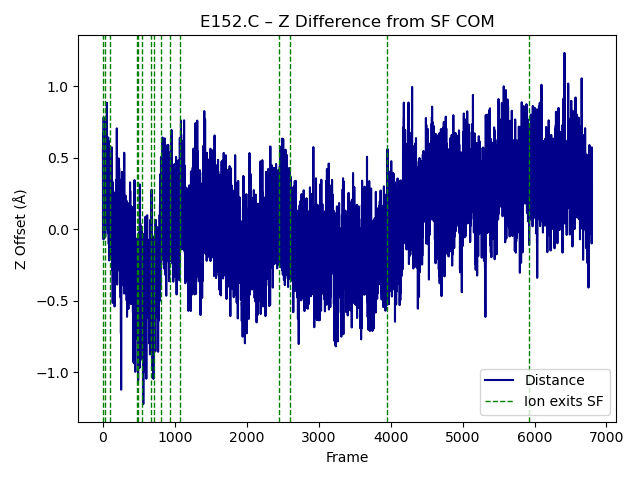 E152.C – Z Difference from SF COM
Z Offset (Å)
1.0
0.5
0.0
−0.5
−1.0
Distance
Ion exits SF
0 1000 2000 3000 4000 5000 6000 7000
Frame